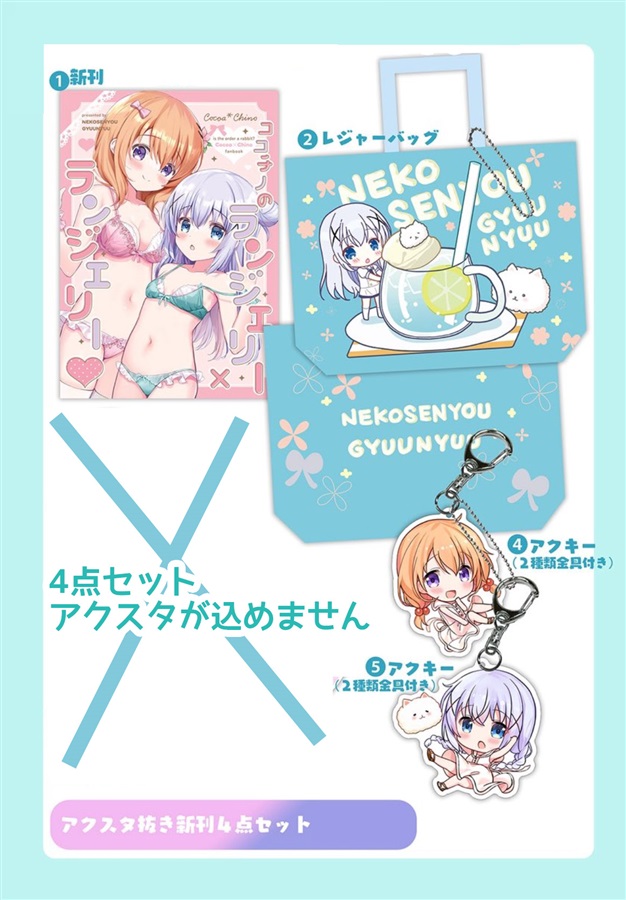 ①新刊
presented by
NEKOSENYOU
GYUUNYUU
Cocoa*Chino
is the order a rabbit?
Cocoa×Chino
fanbook
ココチノの
ランジェリー
×
ランジェリー♥
②レジャーバッグ
NEKO
SENYOU
GYUU
NYUU
NEKOSENYOU
GYUUNYUU
④アクキー
(2種類金具付き)
4点セット
アクスタが込めません
⑤アクキー
(2種類金具付き)
アクスタ抜き新刊4点セット